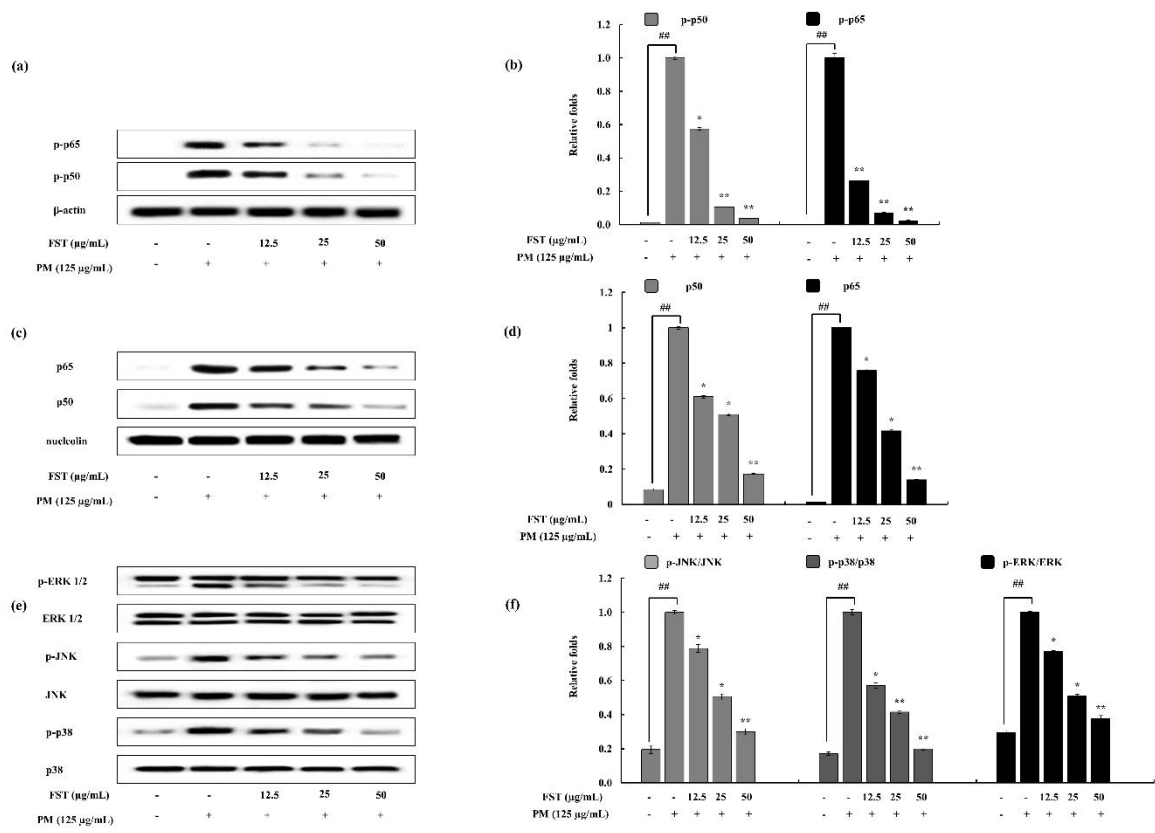 (a)
p-p65
p-p50
β-actin
FST (μg/mL) - - 12.5 25 50
PM (125 μg/mL) - + + + +
(b)
p-p50 p-p65
Relative folds
1.2
1.0
0.8
0.6
0.4
0.2
0.0
## * ** **
## ** ** **
FST (μg/mL) - - 12.5 25 50 - - 12.5 25 50
PM (125 μg/mL) - + + + + - + + + +
(c)
p65
p50
nucleolin
FST (μg/mL) - - 12.5 25 50
PM (125 μg/mL) - + + + +
(d)
p50 p65
Relative folds
1.2
1
0.8
0.6
0.4
0.2
0
## * * **
## * * **
FST (μg/mL) - - 12.5 25 50 - - 12.5 25 50
PM (125 μg/mL) - + + + + - + + + +
(e)
p-ERK 1/2
ERK 1/2
p-JNK
JNK
p-p38
p38
FST (μg/mL) - - 12.5 25 50
PM (125 μg/mL) - + + + +
(f)
p-JNK/JNK p-p38/p38 p-ERK/ERK
Relative folds
1.2
1.0
0.8
0.6
0.4
0.2
0.0
## * * **
## * ** **
## * * **
FST (μg/mL) - - 12.5 25 50 - - 12.5 25 50 - - 12.5 25 50
PM (125 μg/mL) - + + + + - + + + + - + + + +